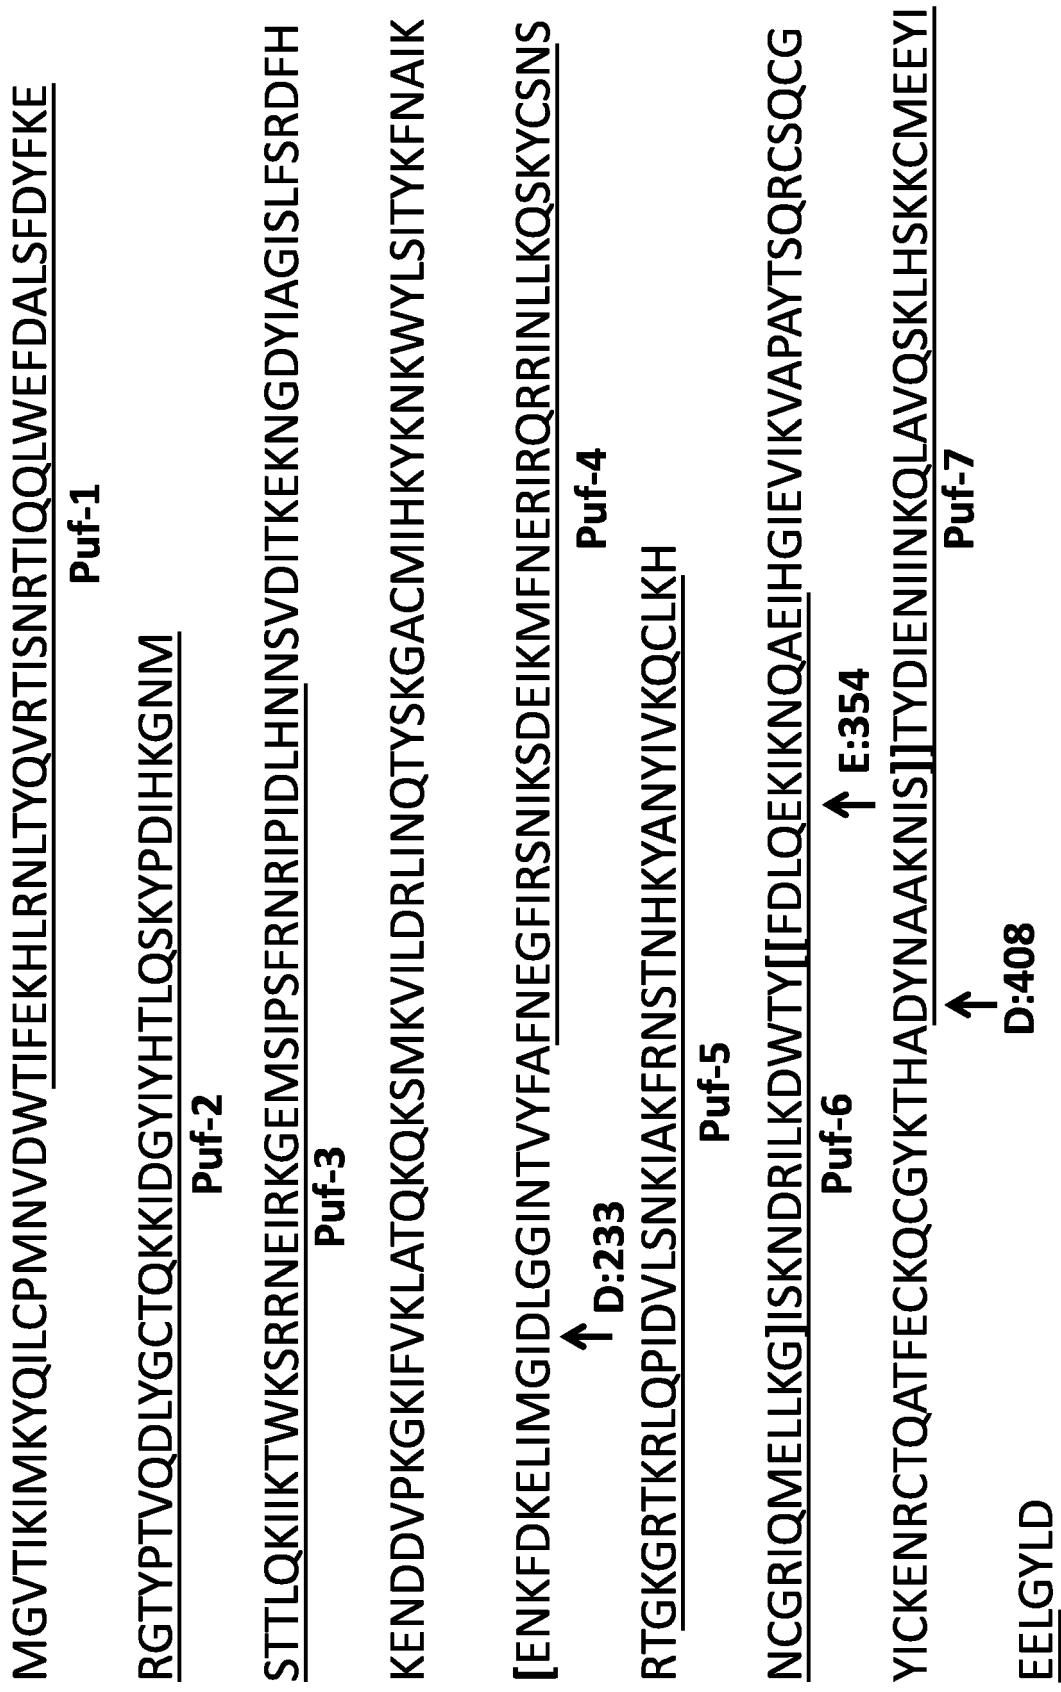 MGVTIKIMKYQILCPMNVDWTIFEKHLRNLTYQVRTISNRTIQQLWEFDALSFDYFKE
Puf-1
RGTYPTVQDLYGCTQKKIDGYIYHTLQSKYPDIHKGNM
Puf-2
STTLQKIIKTWKSRRNEIRKGEMSIPSFRNRIPIDLHNNSVDITKEKNGDYIAGISLFSRDFH
Puf-3
KENDDVPKGKIFVKLATQKQKSMKVILDRLINQTYSKGACMIHKYKNKWYLSITYKFNAIK
[ENKFDKELIMGIDLGGINTVYFAFNEGFIRSNIKSDEIKMFNERIRQRRINLLKQSKYCSNS
D:233
Puf-4
RTGKGRTKRLQPIDVLSNKIAKFRNSTNHKYANYIVKQCLKH
Puf-5
NCGRIQMELLKG]ISKNDRILKDWTY[[FDLQEKIKNQAEIHGIEVIKVAPAYTSQRCSQCG
Puf-6 E:354
YICKENRCTQATFECKQCGYKTHADYNAAKNIS]]TYDIENIINKQLAVQSKLHSKKCMEEYI
D:408 Puf-7
EELGYLD